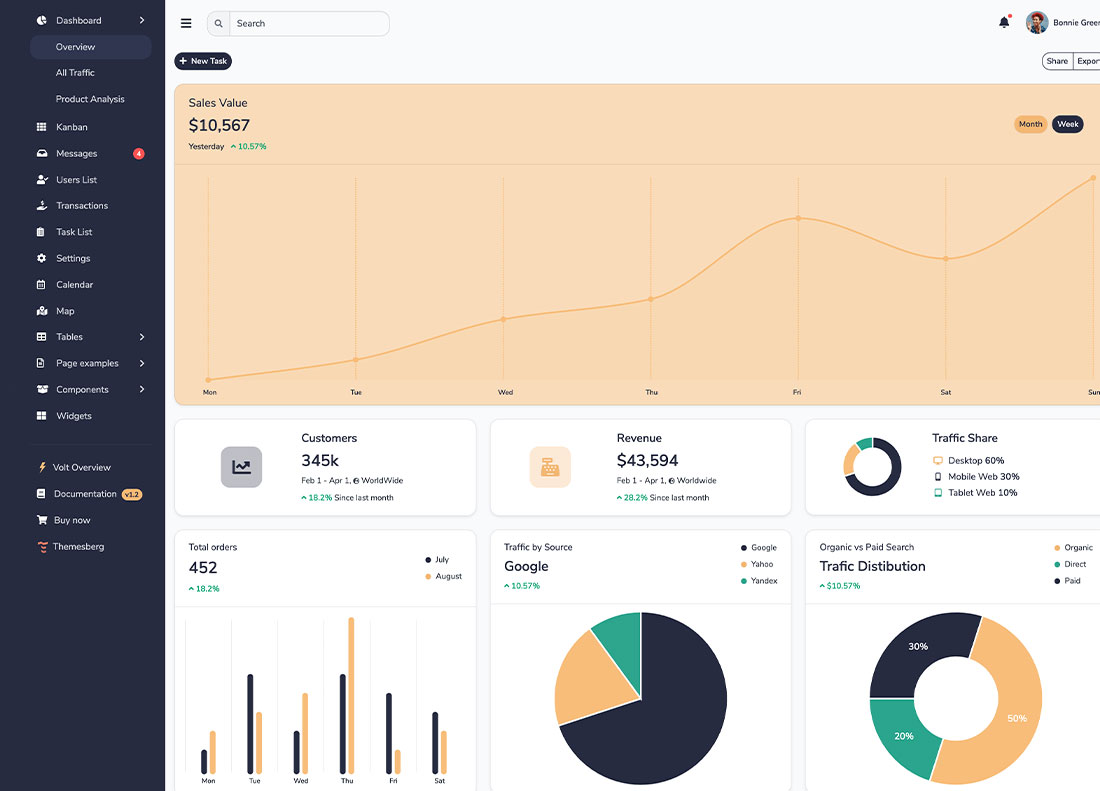 Dashboard
Overview
All Traffic
Product Analysis
Kanban
Messages 4
Users List
Transactions
Task List
Settings
Calendar
Map
Tables
Page examples
Components
Widgets
Volt Overview
Documentation v1.2
Buy now
Themesberg
Search
Bonnie Green
New Task
Share Export
Sales Value
$10,567
Yesterday 10.57%
Month Week
Mon Tue Wed Thu Fri Sat Sun
Customers
345k
Feb 1 - Apr 1, WorldWide
18.2% Since last month
Revenue
$43,594
Feb 1 - Apr 1, Worldwide
28.2% Since last month
Traffic Share
Desktop 60%
Mobile Web 30%
Tablet Web 10%
Total orders
452
18.2%
July
August
Mon Tue Wed Thu Fri Sat
Traffic by Source
Google
10.57%
Google
Yahoo
Yandex
Organic vs Paid Search
Trafic Distibution
$10.57%
Organic
Direct
Paid
30%
50%
20%